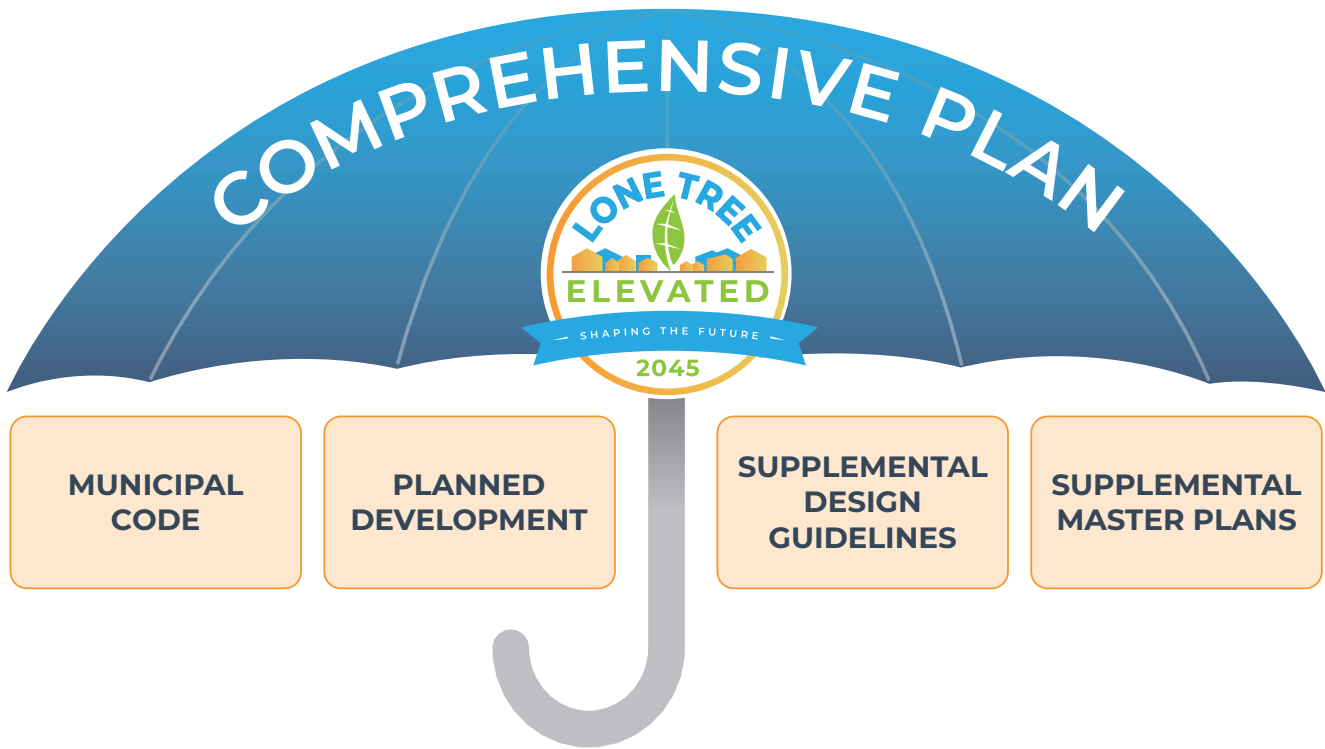 COMPREHENSIVE PLAN
LONE TREE
ELEVATED
SHAPING THE FUTURE
2045
MUNICIPAL
CODE
PLANNED
DEVELOPMENT
SUPPLEMENTAL
DESIGN
GUIDELINES
SUPPLEMENTAL
MASTER PLANS